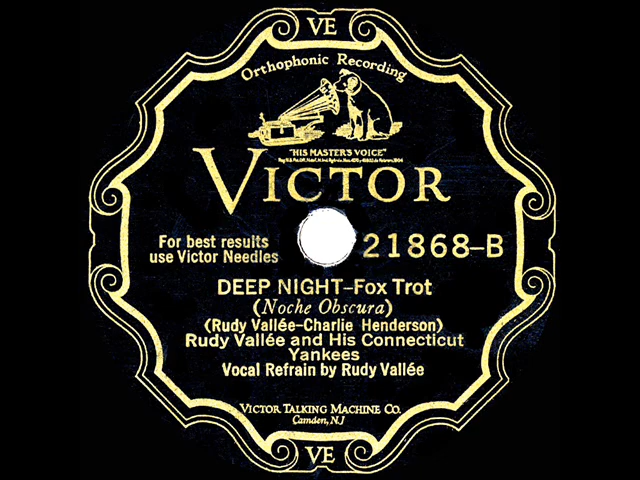 VE
Orthophonic Recording
"HIS MASTER'S VOICE"
VICTOR
For best results
use Victor Needles
21868-B
DEEP NIGHT-Fox Trot
(Noche Obscura)
(Rudy Vallée-Charlie Henderson)
Rudy Vallée and His Connecticut
Yankees
Vocal Refrain by Rudy Vallée
VICTOR TALKING MACHINE CO.
Camden, NJ
VE